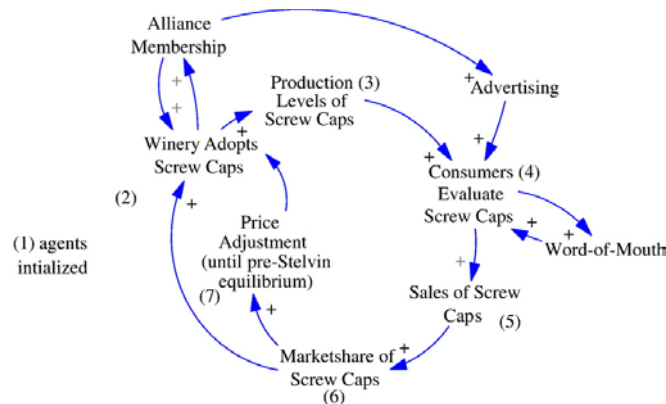 Alliance
Membership
+
+
+
Advertising
Production (3)
Levels of
Screw Caps
+
+
+
Winery Adopts
Screw Caps
Consumers (4)
Evaluate
Screw Caps
(2)
+
+
+
Word-of-Mouth
Price
Adjustment
(until pre-Stelvin
equilibrium)
(1) agents
intialized
+
(7)
Sales of Screw
Caps
(5)
+
+
Marketshare of
Screw Caps
(6)